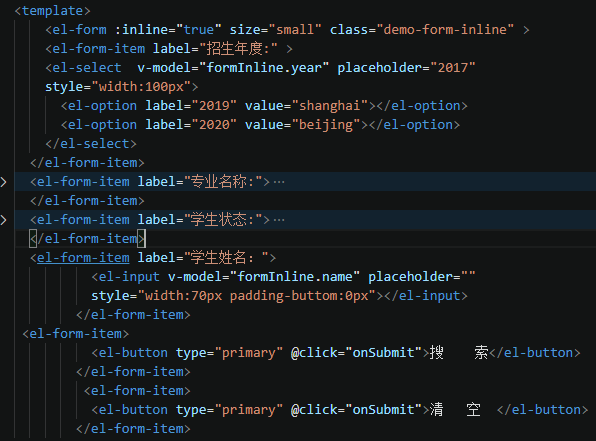 <template>
<el-form :inline="true" size="small" class="demo-form-inline" >
<el-form-item label="招生年度:" >
<el-select  v-model="formInline.year" placeholder="2017"
style="width:100px">
<el-option label="2019" value="shanghai"></el-option>
<el-option label="2020" value="beijing"></el-option>
</el-select>
</el-form-item>
<el-form-item label="专业名称:">…
</el-form-item>
<el-form-item label="学生状态:">…
</el-form-item>
<el-form-item label="学生姓名: ">
<el-input v-model="formInline.name" placeholder=""
style="width:70px padding-buttom:0px"></el-input>
</el-form-item>
<el-form-item>
<el-button type="primary" @click="onSubmit">搜    索</el-button>
</el-form-item>
<el-form-item>
<el-button type="primary" @click="onSubmit">清   空  </el-button>
</el-form-item>